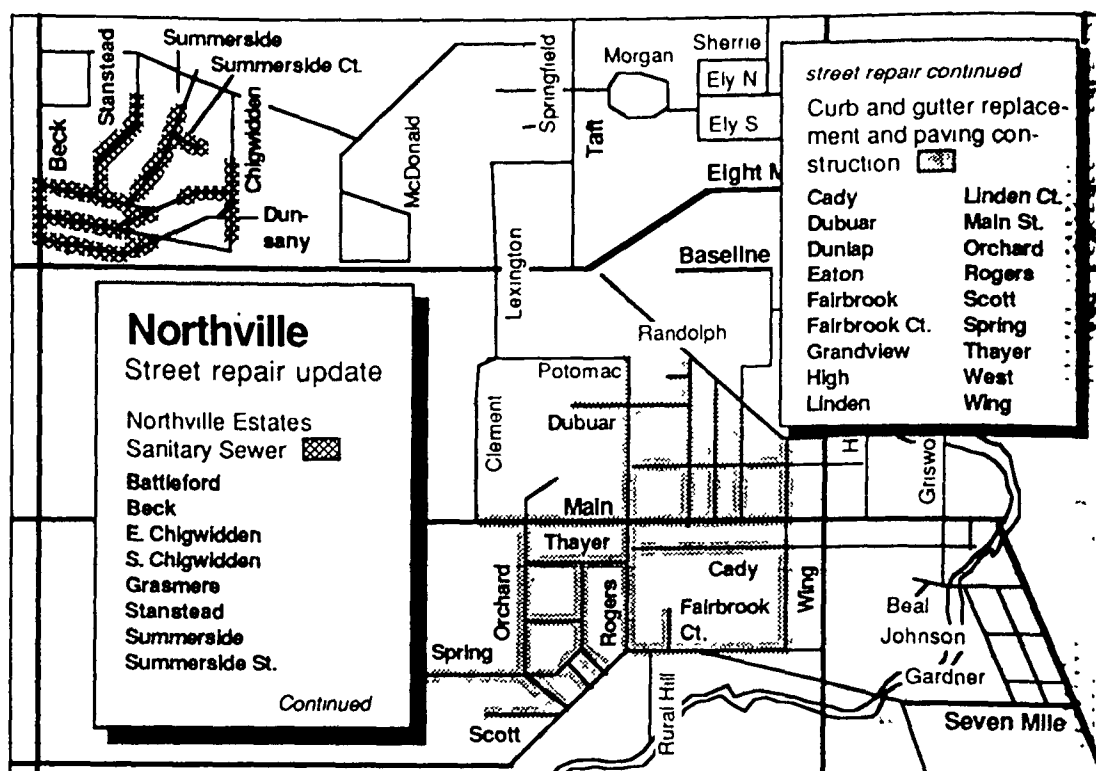 Summerside
Summerside Ct.
Stanstead
Beck
Chigwidden
Dun-
sany
McDonald
Springfield
Morgan
Sherrie
Ely N
Ely S
Taft
Eight M
Baseline
Lexington
Randolph
Potomac
Dubuar
Clement
Main
Thayer
Orchard
Rogers
Cady
Fairbrook
Ct.
Wing
H
Griswo
Spring
Scott
Rural Hill
Beal
Johnson
Gardner
Seven Mile
Northville
Street repair update
Northville Estates
Sanitary Sewer
Battleford
Beck
E. Chigwidden
S. Chigwidden
Grasmere
Stanstead
Summerside
Summerside St.
Continued
street repair continued
Curb and gutter replace-
ment and paving con-
struction
Cady Linden Ct.
Dubuar Main St.
Dunlap Orchard
Eaton Rogers
Fairbrook Scott
Fairbrook Ct. Spring
Grandview Thayer
High West
Linden Wing